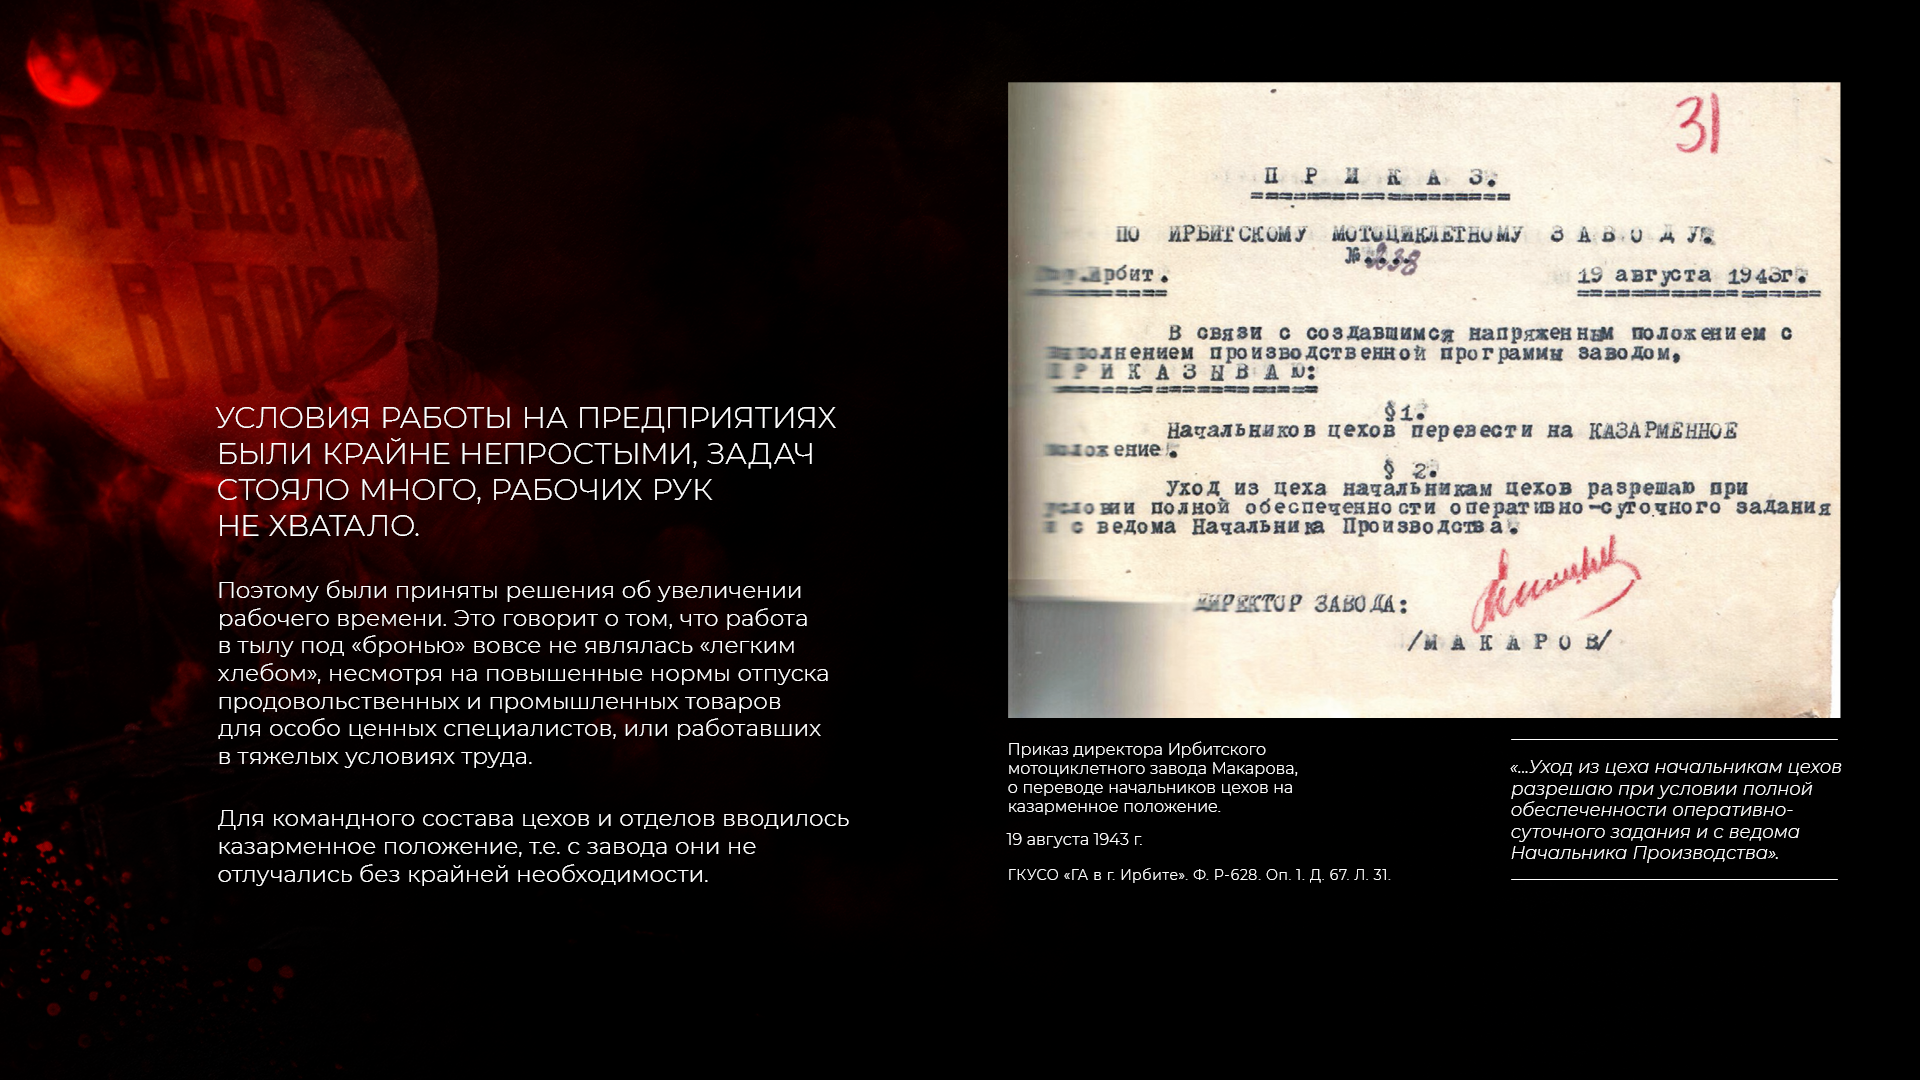 БЫТЬ
В ТРУДЕ, КАК
В БОЮ!
УСЛОВИЯ РАБОТЫ НА ПРЕДПРИЯТИЯХ
БЫЛИ КРАЙНЕ НЕПРОСТЫМИ, ЗАДАЧ
СТОЯЛО МНОГО, РАБОЧИХ РУК
НЕ ХВАТАЛО.
Поэтому были приняты решения об увеличении
рабочего времени. Это говорит о том, что работа
в тылу под «бронью» вовсе не являлась «легким
хлебом», несмотря на повышенные нормы отпуска
продовольственных и промышленных товаров
для особо ценных специалистов, или работавших
в тяжелых условиях труда.
Для командного состава цехов и отделов вводилось
казарменное положение, т.е. с завода они не
отлучались без крайней необходимости.
31
П Р И К А З.
ПО ИРБИТСКОМУ МОТОЦИКЛЕТНОМУ З А В О Д У.
№ 238
Ирбит. 19 августа 1943г.
В связи с создавшимся напряженным положением с
выполнением производственной программы заводом,
П Р И К А З Ы В А Ю:
§1.
Начальников цехов перевести на КАЗАРМЕННОЕ
положение.
§ 2.
Уход из цеха начальникам цехов разрешаю при
условии полной обеспеченности оперативно-суточного задания
и с ведома Начальника Производства.
ДИРЕКТОР ЗАВОДА:
/М А К А Р О В/
Приказ директора Ирбитского
мотоциклетного завода Макарова,
о переводе начальников цехов на
казарменное положение.
19 августа 1943 г.
ГКУСО «ГА в г. Ирбите». Ф. Р-628. Оп. 1. Д. 67. Л. 31.
«...Уход из цеха начальникам цехов
разрешаю при условии полной
обеспеченности оперативно-
суточного задания и с ведома
Начальника Производства».